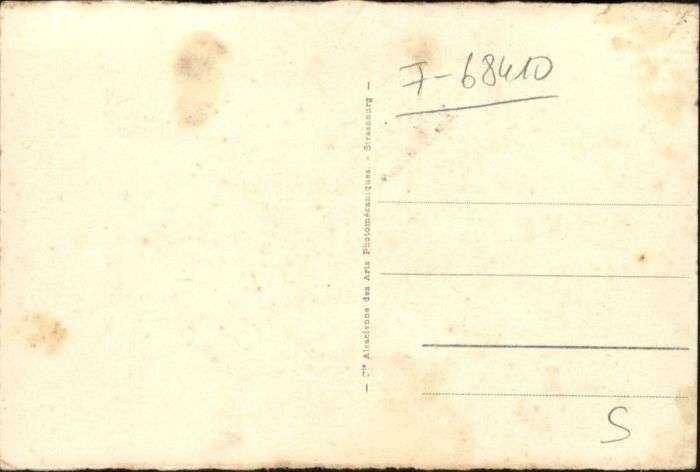 F-68410
— Cie Alsacienne des Arts Photomécaniques. - Strasbourg —
S